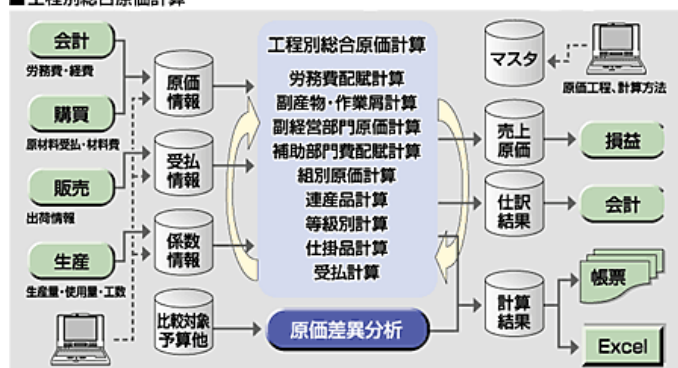 ■工程別総合原価計算
会計
労務費・経費
購買
原材料受払・材料費
販売
出荷情報
生産
生産量・使用量・工数
原価
情報
受払
情報
係数
情報
比較対象
予算他
工程別総合原価計算
労務費配賦計算
副産物・作業屑計算
副経営部門原価計算
補助部門費配賦計算
組別原価計算
連産品計算
等級別計算
仕掛品計算
受払計算
原価差異分析
マスタ
原価工程、計算方法
売上
原価
損益
仕訳
結果
会計
計算
結果
帳票
Excel